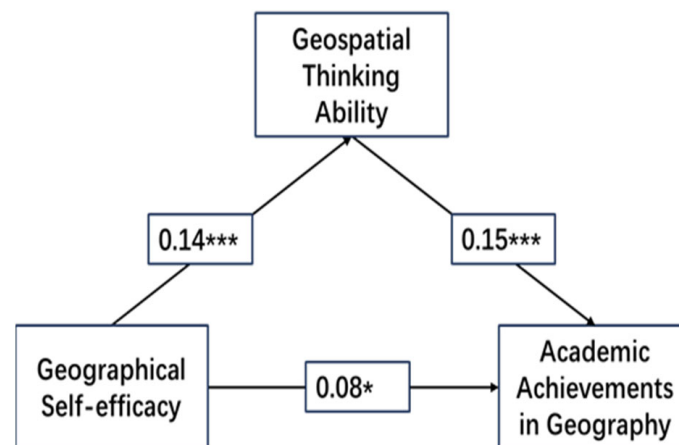 Geospatial
Thinking
Ability
0.14***
0.15***
Geographical
Self-efficacy
0.08*
Academic
Achievements
in Geography